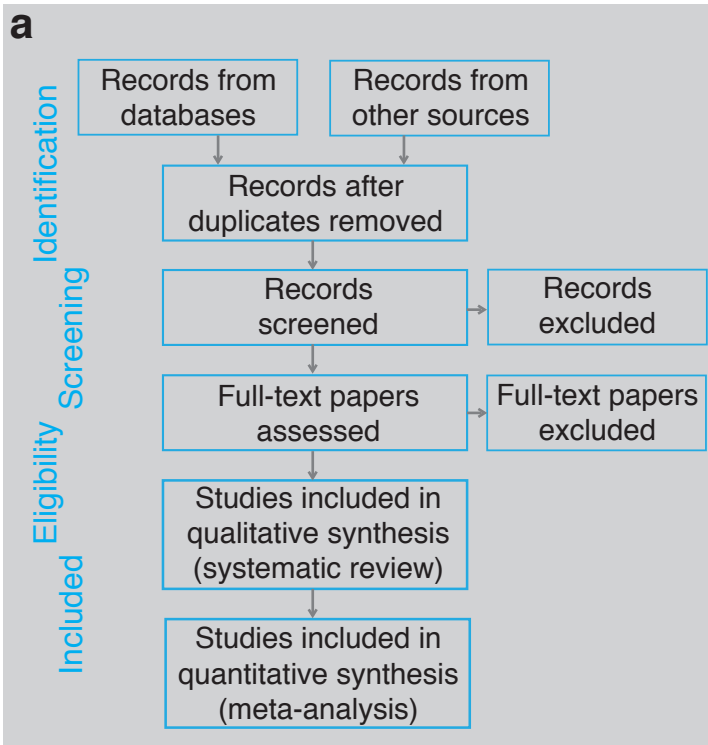 a
Identification
Records from
databases
Records from
other sources
Records after
duplicates removed
Screening
Records
screened
Records
excluded
Eligibility
Full-text papers
assessed
Full-text papers
excluded
Included
Studies included in
qualitative synthesis
(systematic review)
Studies included in
quantitative synthesis
(meta-analysis)